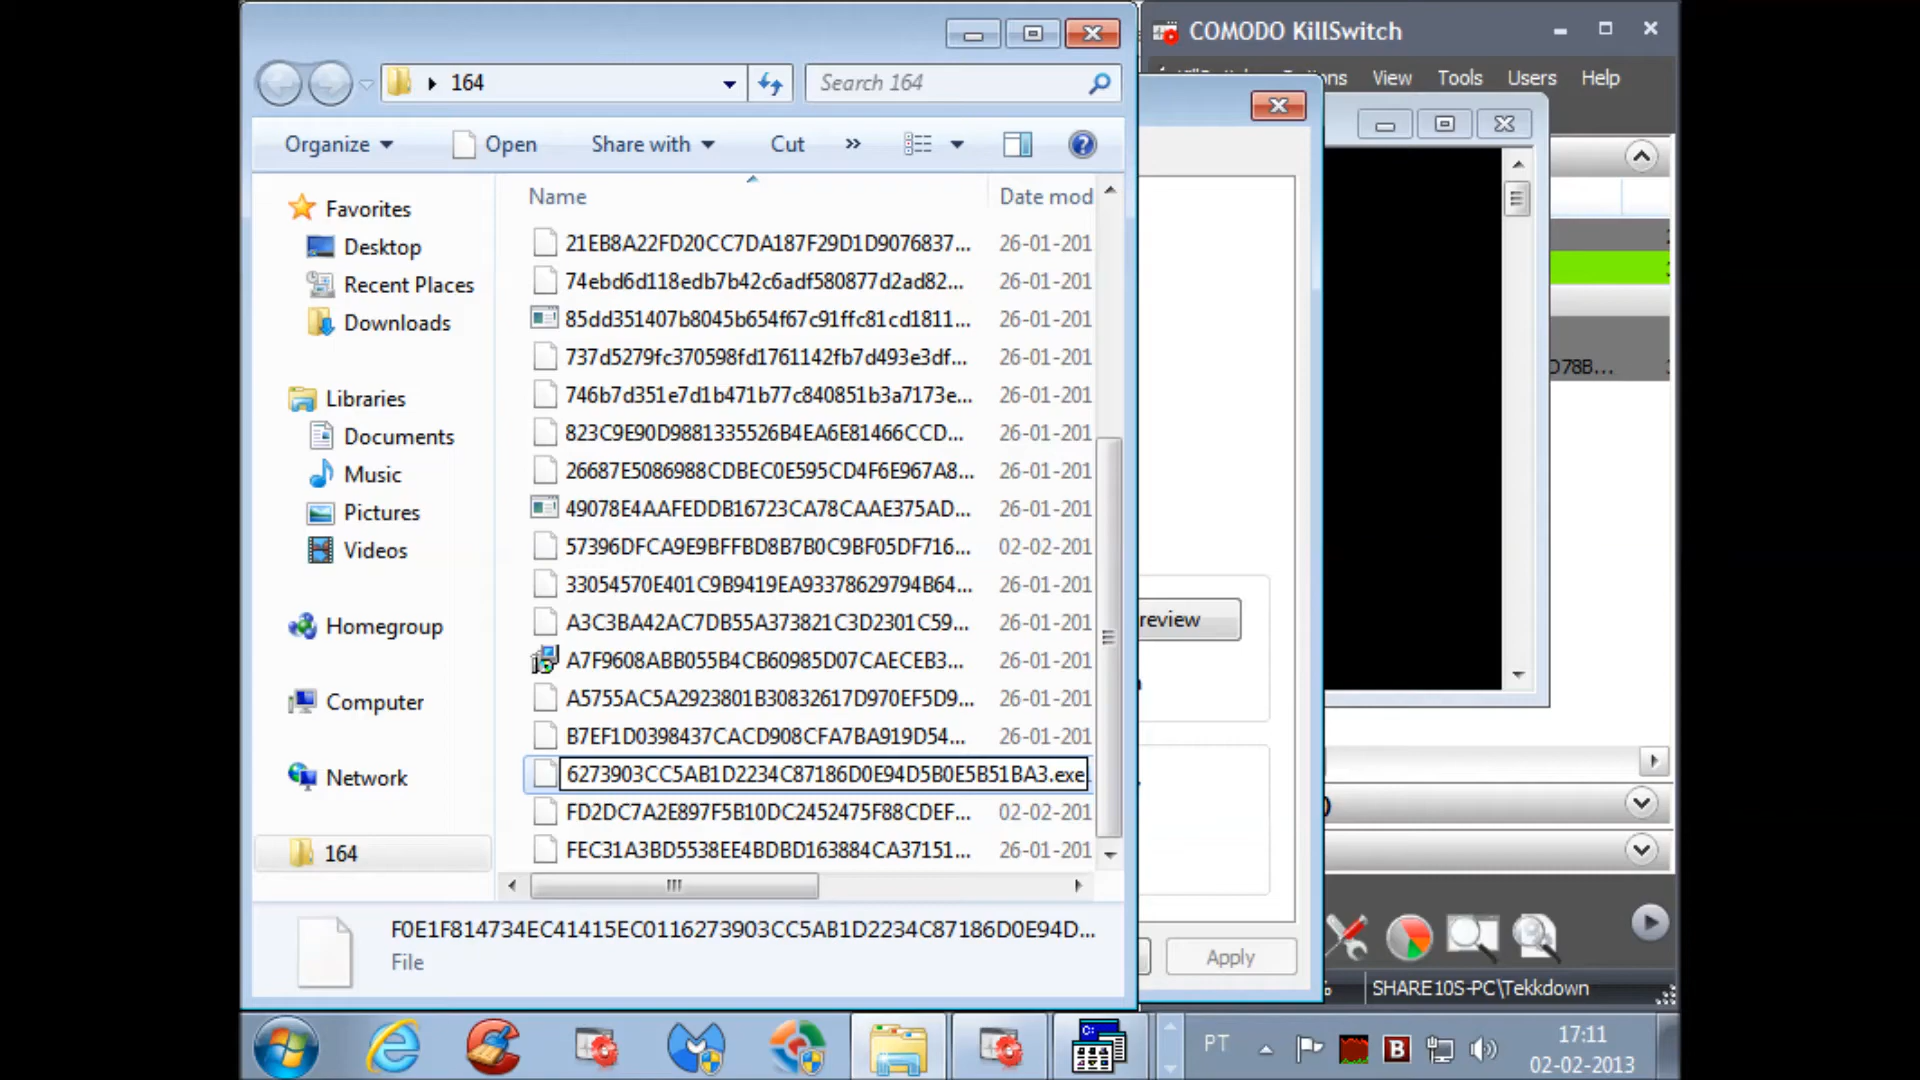 COMODO KillSwitch
View Tools Users Help
164
Search 164
Organize Open Share with Cut »
Name Date mod
Favorites
Desktop
Recent Places
Downloads
Libraries
Documents
Music
Pictures
Videos
Homegroup
Computer
Network
164
21EB8A22FD20CC7DA187F29D1D9076837... 26-01-201
74ebd6d118edb7b42c6adf580877d2ad82... 26-01-201
85dd351407b8045b654f67c91ffc81cd1811... 26-01-201
737d5279fc370598fd1761142fb7d493e3df... 26-01-201
746b7d351e7d1b471b77c840851b3a7173e... 26-01-201
823C9E90D9881335526B4EA6E81466CCD... 26-01-201
26687E5086988CDBEC0E595CD4F6E967A8... 26-01-201
49078E4AAFEDDB16723CA78CAAE375AD... 26-01-201
57396DFCA9E9BFFBD8B7B0C9BF05DF716... 02-02-201
33054570E401C9B9419EA93378629794B64... 26-01-201
A3C3BA42AC7DB55A373821C3D2301C59... 26-01-201
A7F9608ABB055B4CB60985D07CAECEB3... 26-01-201
A5755AC5A2923801B30832617D970EF5D9... 26-01-201
B7EF1D0398437CACD908CFA7BA919D54... 26-01-201
6273903CC5AB1D2234C87186D0E94D5B0E5B51BA3.exe
FD2DC7A2E897F5B10DC2452475F88CDEF... 02-02-201
FEC31A3BD5538EE4BDBD163884CA37151... 26-01-201
F0E1F814734EC41415EC0116273903CC5AB1D2234C87186D0E94D...
File
review
Apply
D78B...
SHARE10S-PC\Tekkdown
PT
17:11
02-02-2013